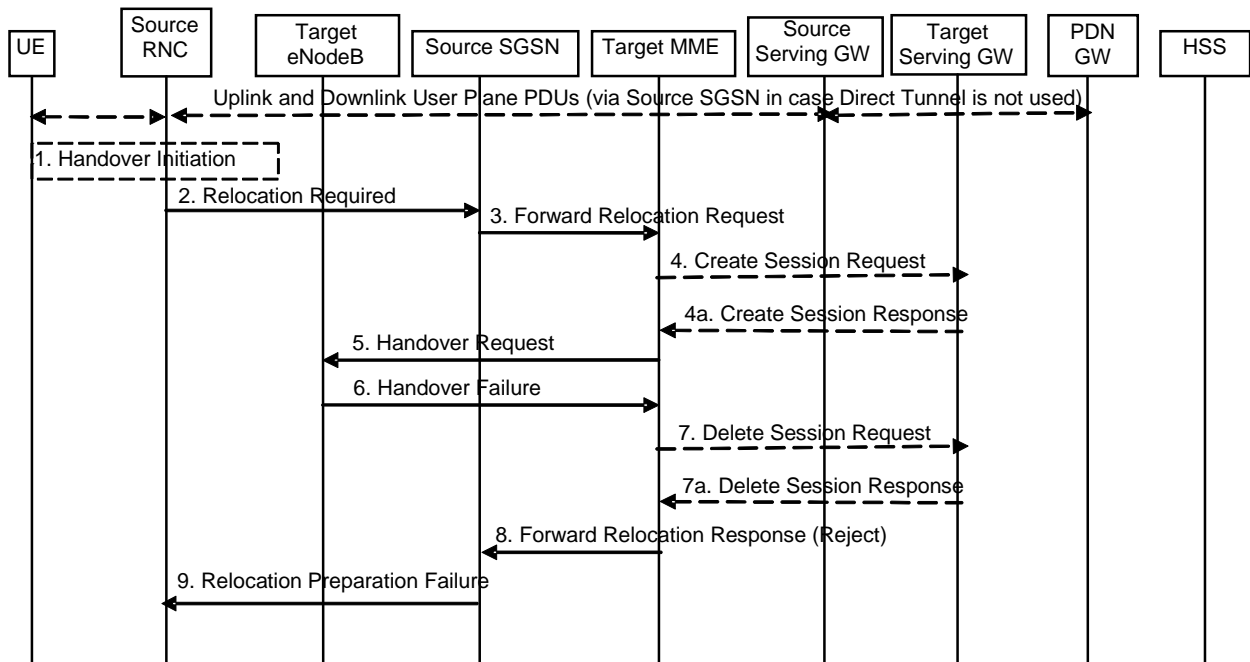 UE
Source
RNC
Target
eNodeB
Source SGSN
Target MME
Source
Serving GW
Target
Serving GW
PDN
GW
HSS
Uplink and Downlink User Plane PDUs (via Source SGSN in case Direct Tunnel is not used)
1. Handover Initiation
2. Relocation Required
3. Forward Relocation Request
4. Create Session Request
4a. Create Session Response
5. Handover Request
6. Handover Failure
7. Delete Session Request
7a. Delete Session Response
8. Forward Relocation Response (Reject)
9. Relocation Preparation Failure